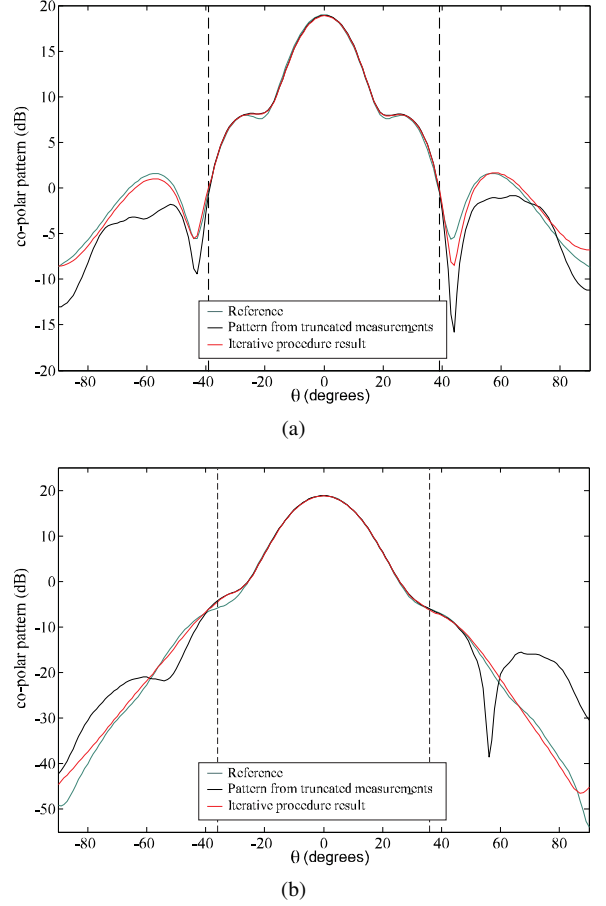 20
15
10
5
0
-5
-10
-15
-20
co-polar pattern (dB)
-80 -60 -40 -20 0 20 40 60 80
θ (degrees)
Reference
Pattern from truncated measurements
Iterative procedure result
(a)
20
10
0
-10
-20
-30
-40
-50
co-polar pattern (dB)
-80 -60 -40 -20 0 20 40 60 80
θ (degrees)
Reference
Pattern from truncated measurements
Iterative procedure result
(b)